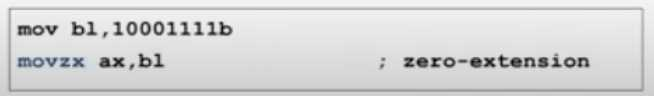 mov bl,10001111b
movzx ax,bl ; zero-extension